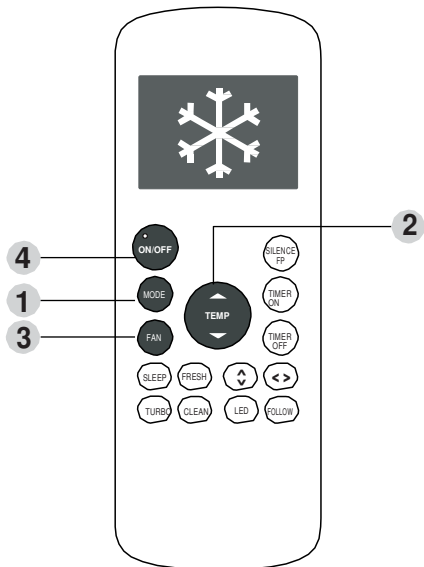 2
ON/OFF
SILENCE
FP
4
MODE
TIMER
ON
1
TEMP
3
FAN
TIMER
OFF
SLEEP FRESH
TURBO CLEAN LED FOLLOW